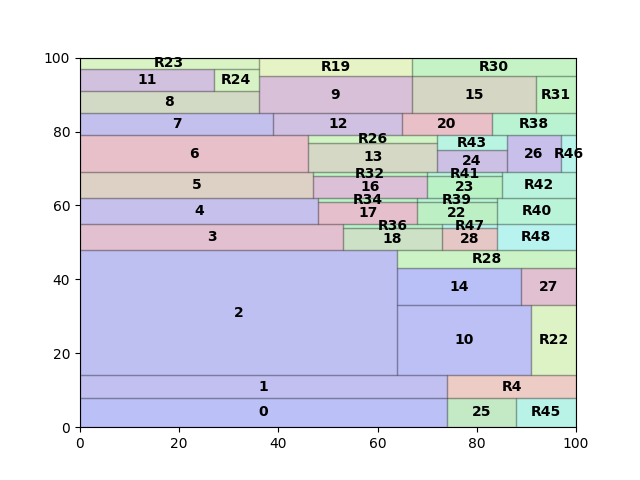 100
R23 R19 R30
11 R24 9 15 R31
8
80
7 12 20 R38
R26 R43
6 13 24 26 R46
R32 R41
5 16 23 R42
60
R34 R39
4 17 22 R40
R36 R47
3 18 28 R48
40
R28
2 14 27
20
10 R22
1 R4
0 25 R45
0
0 20 40 60 80 100